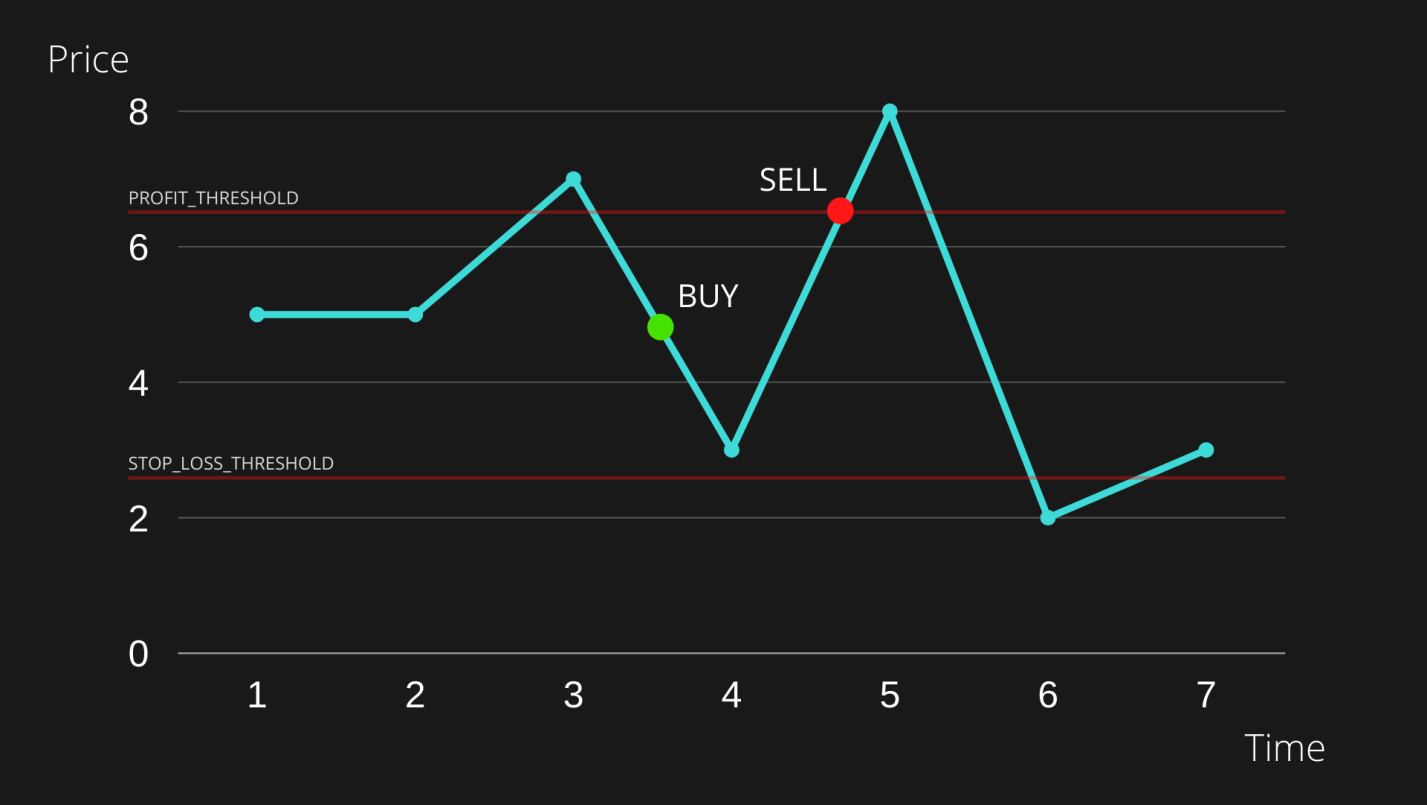 Price
8
SELL
PROFIT_THRESHOLD
6
BUY
4
STOP_LOSS_THRESHOLD
2
0
1 2 3 4 5 6 7
Time